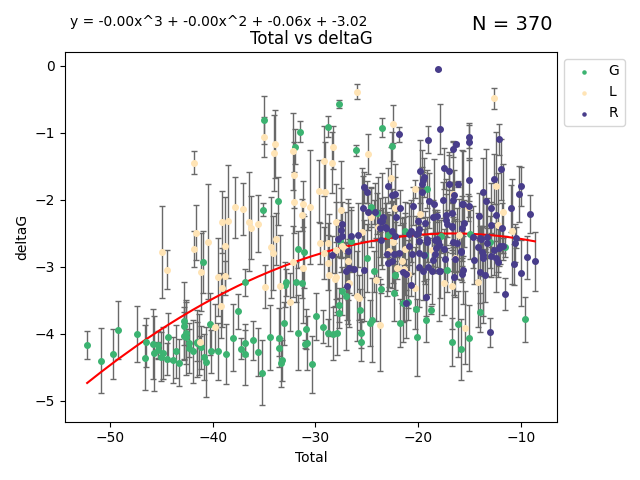 y = -0.00x^3 + -0.00x^2 + -0.06x + -3.02
N = 370
Total vs deltaG
G
L
R
deltaG
0
−1
−2
−3
−4
−5
−50
−40
−30
−20
−10
Total